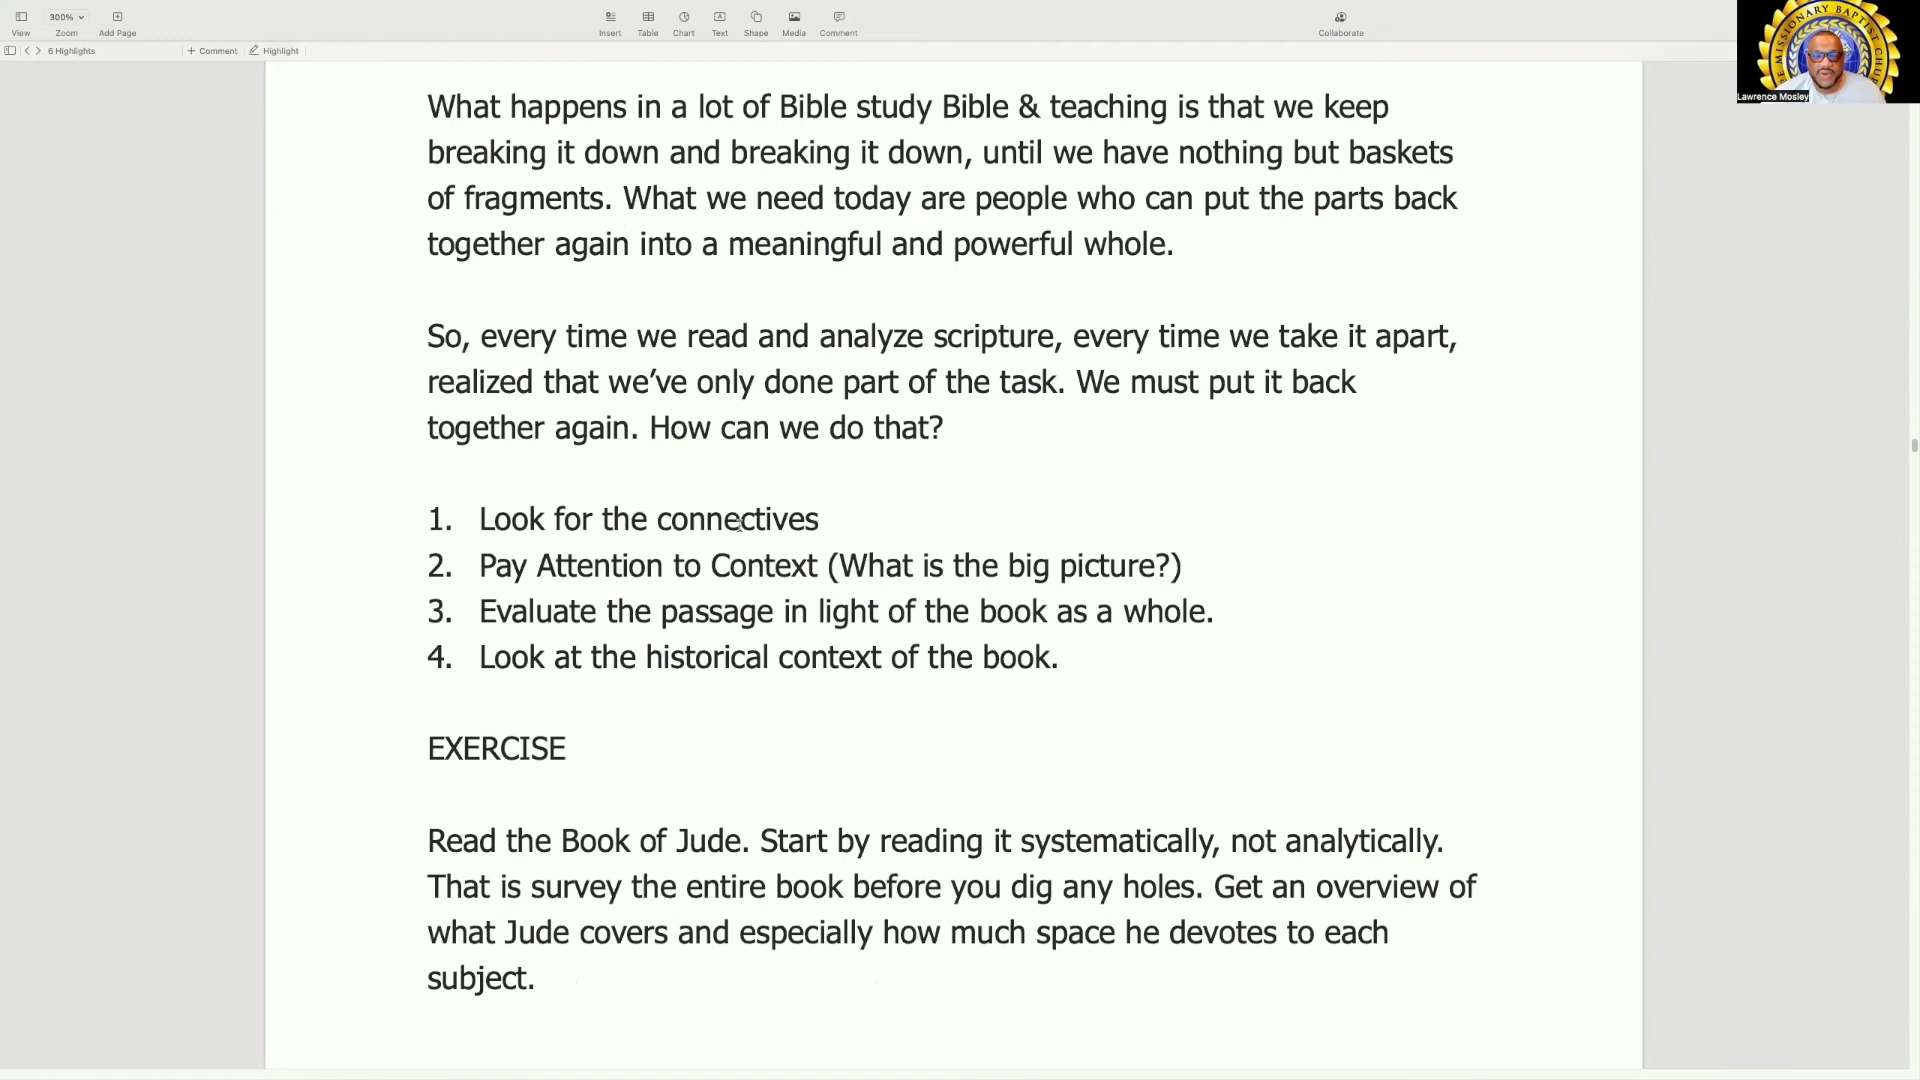 300%
View
Zoom
Add Page
Insert
Table
Chart
Text
Shape
Media
Comment
Collaborate
6 Highlights
+ Comment
Highlight
MISSIONARY BAPTIST
Lawrence Mosley
What happens in a lot of Bible study Bible & teaching is that we keep
breaking it down and breaking it down, until we have nothing but baskets
of fragments. What we need today are people who can put the parts back
together again into a meaningful and powerful whole.
So, every time we read and analyze scripture, every time we take it apart,
realized that we’ve only done part of the task. We must put it back
together again. How can we do that?
1. Look for the connectives
2. Pay Attention to Context (What is the big picture?)
3. Evaluate the passage in light of the book as a whole.
4. Look at the historical context of the book.
EXERCISE
Read the Book of Jude. Start by reading it systematically, not analytically.
That is survey the entire book before you dig any holes. Get an overview of
what Jude covers and especially how much space he devotes to each
subject.